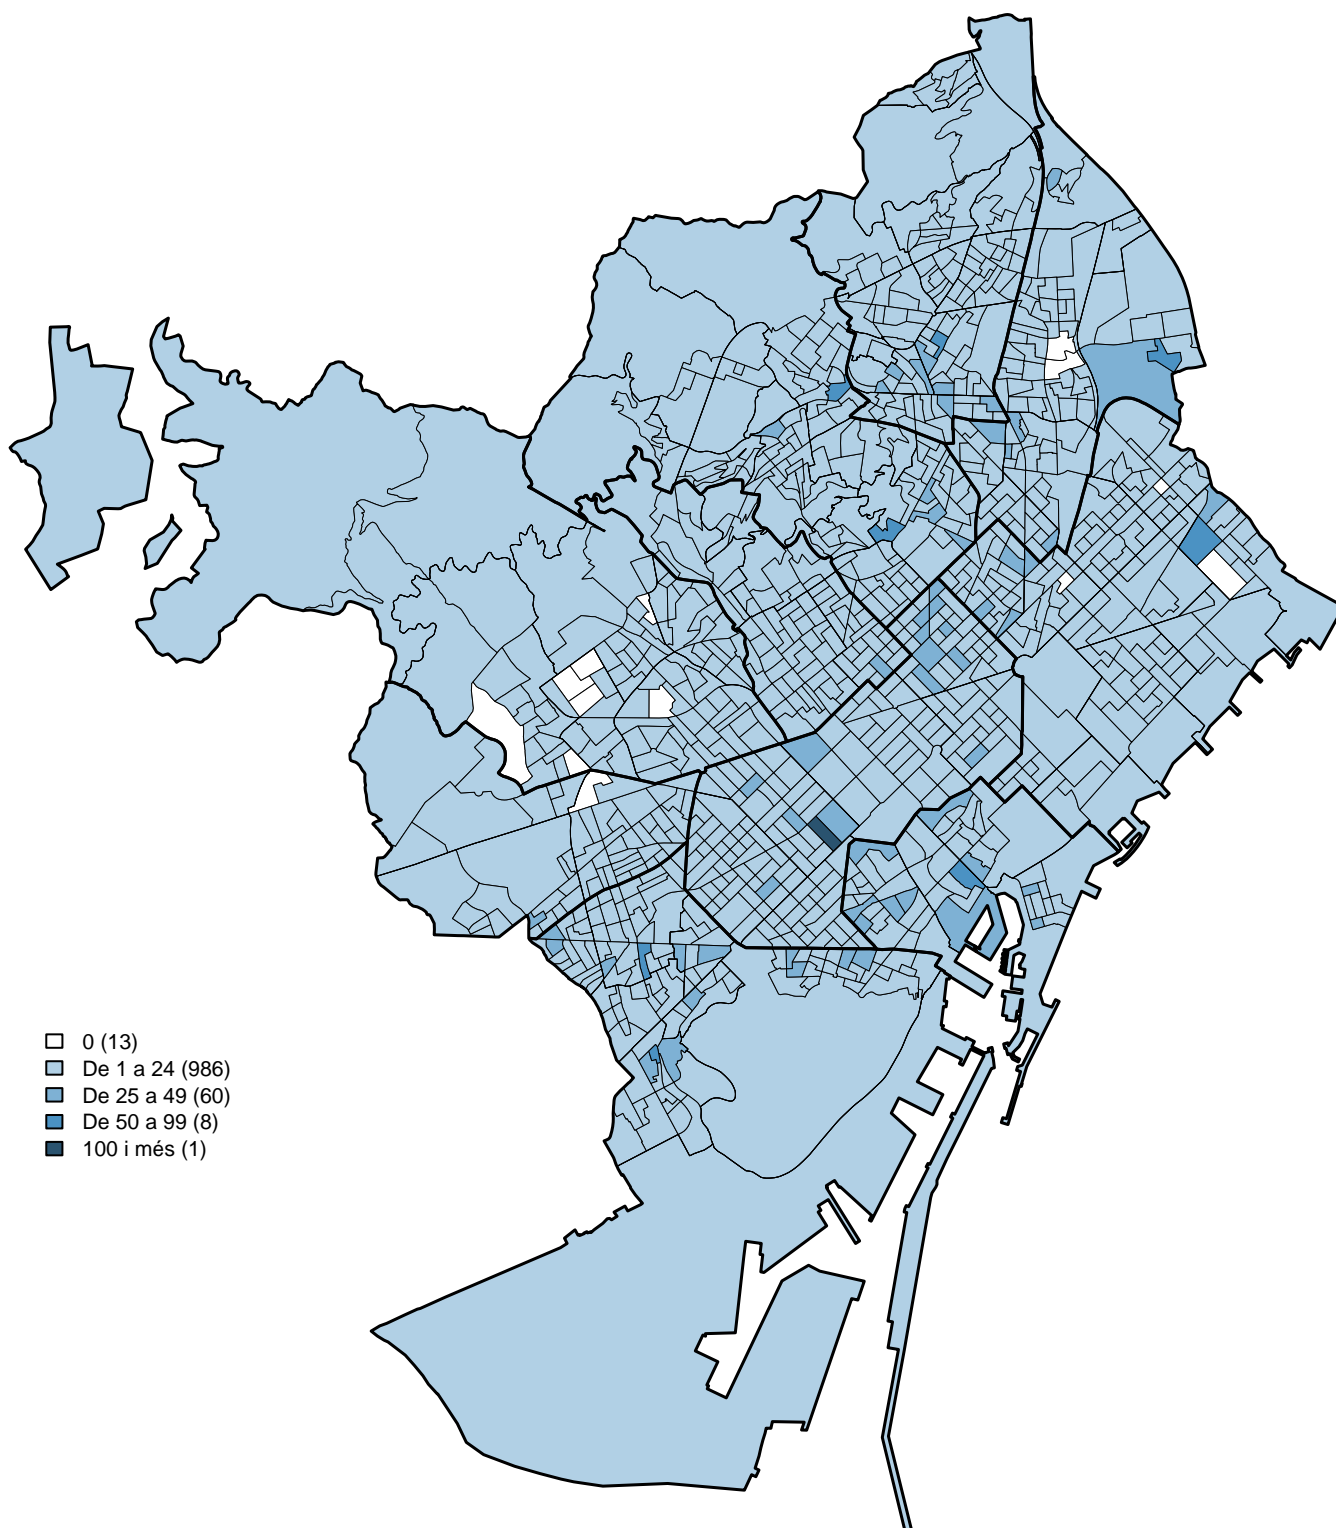 0 (13)
De 1 a 24 (986)
De 25 a 49 (60)
De 50 a 99 (8)
100 i més (1)